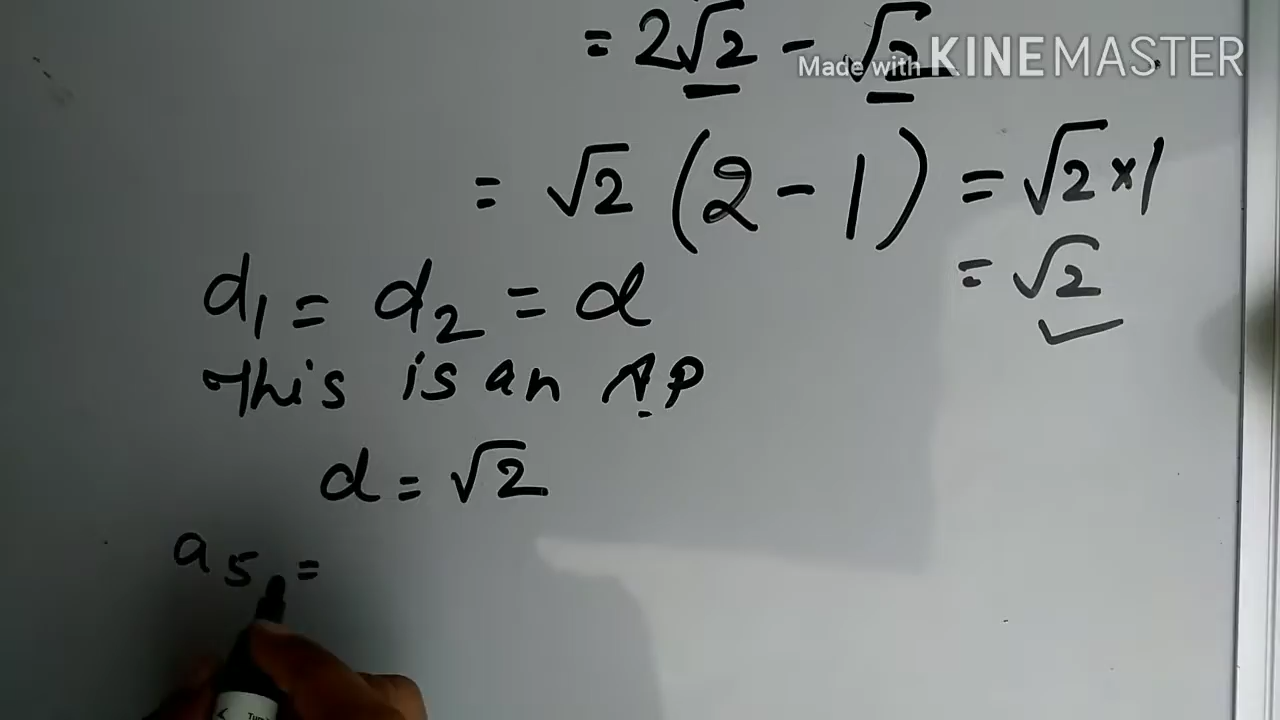 = 2√2 - √2
Made with KINEMASTER
= √2 (2 - 1) = √2 × 1
= √2
d₁ = d₂ = d
This is an AP
d = √2
a₅ =